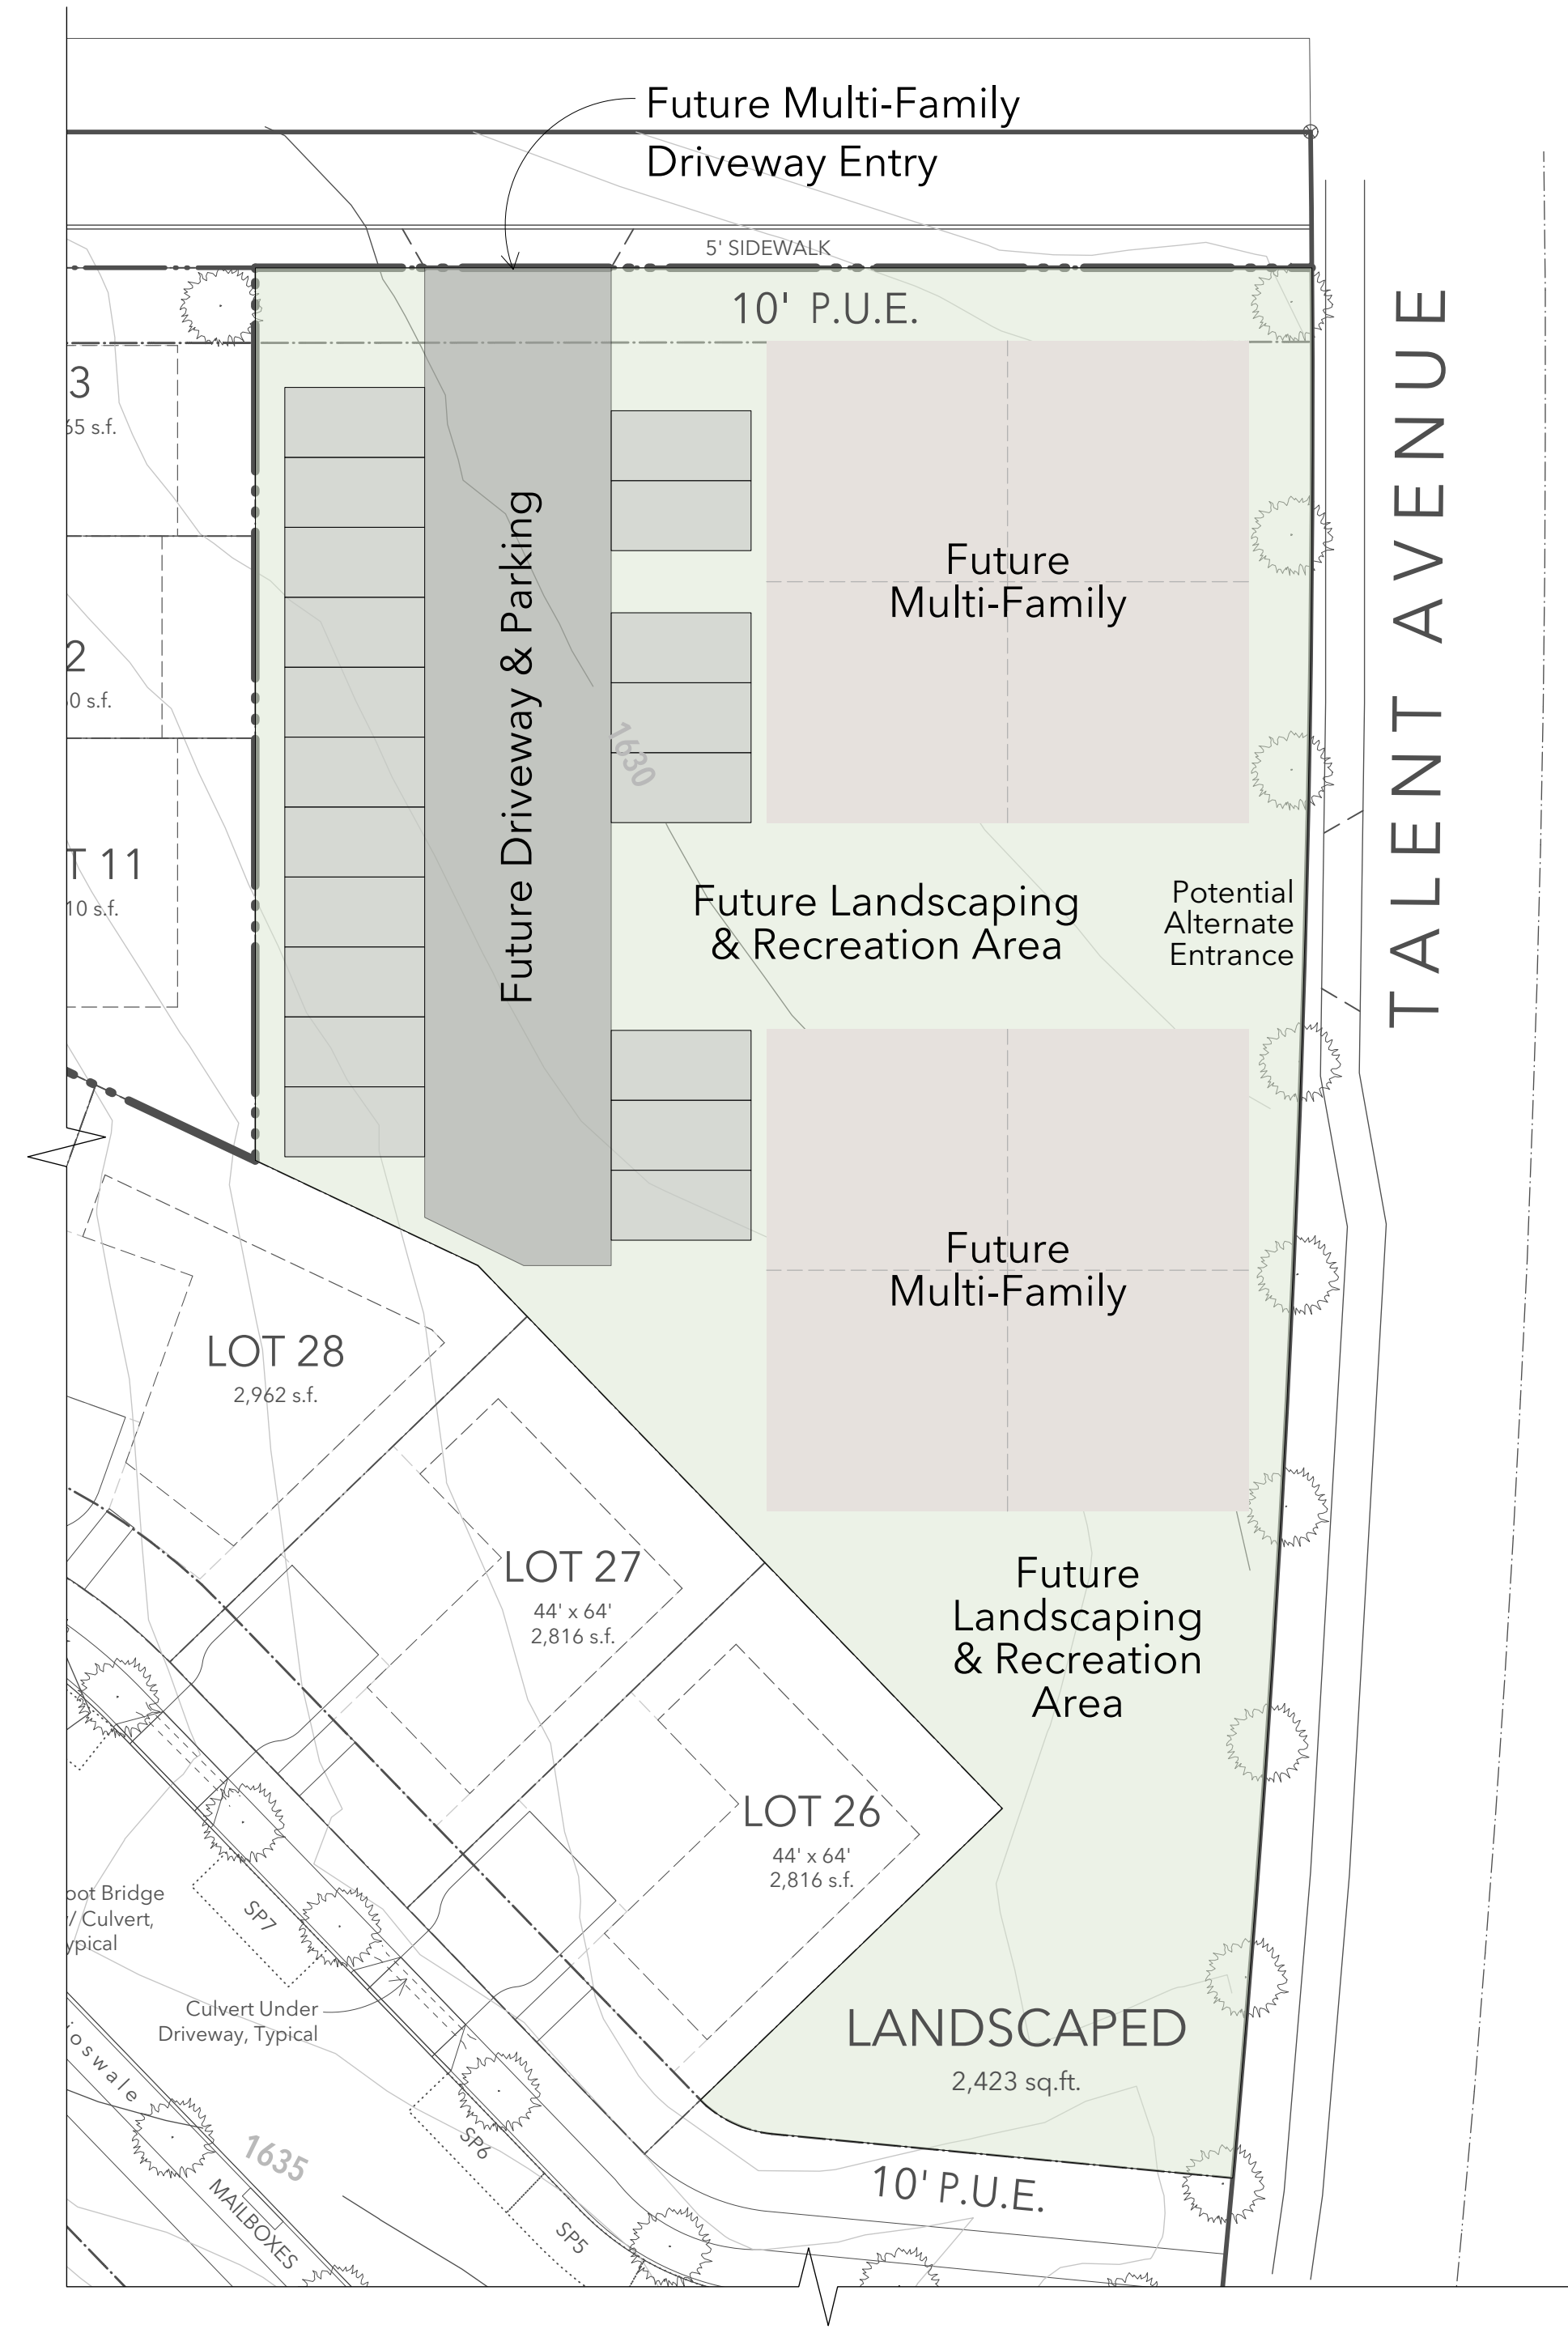 Future Multi-Family
Driveway Entry
5' SIDEWALK
10' P.U.E.
TALENT AVENUE
3
65 s.f.
2
0 s.f.
T 11
10 s.f.
Future Driveway & Parking
1630
Future
Multi-Family
Future Landscaping
& Recreation Area
Potential
Alternate
Entrance
Future
Multi-Family
LOT 28
2,962 s.f.
LOT 27
44' x 64'
2,816 s.f.
Future
Landscaping
& Recreation
Area
LOT 26
44' x 64'
2,816 s.f.
oot Bridge
/ Culvert,
ypical
SP7
Culvert Under
Driveway, Typical
LANDSCAPED
2,423 sq.ft.
oswale
SP6
1635
MAILBOXES
SP5
10' P.U.E.